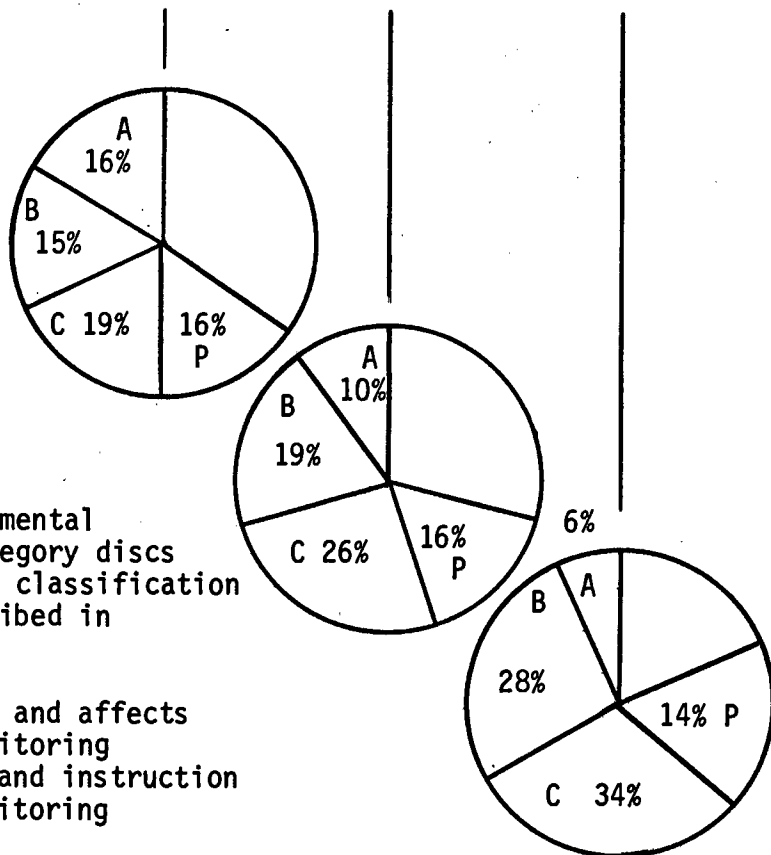 A
16%
B
15%
C 19%
16%
P
A
10%
B
19%
C 26%
16%
P
6%
A
B
28%
14% P
C 34%
mental
egory discs
classification
ibed in
and affects
itoring
and instruction
itoring